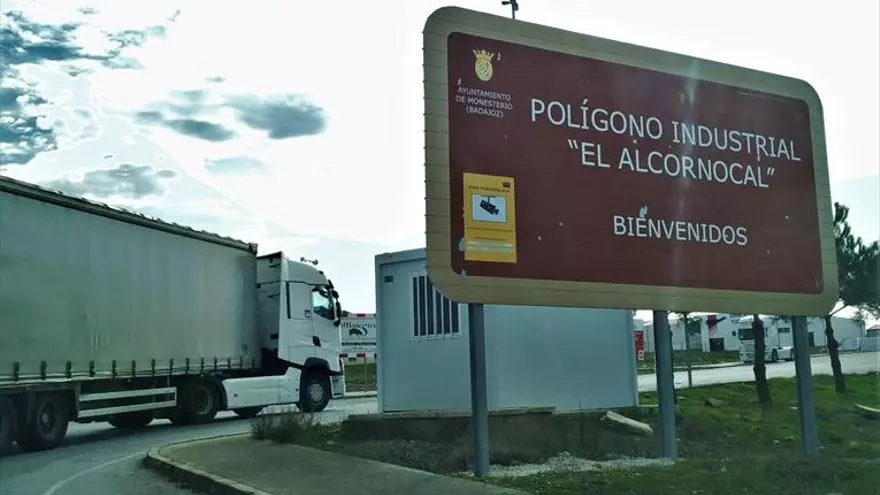 AYUNTAMIENTO
DE MONESTERIO
(BADAJOZ)
POLÍGONO INDUSTRIAL
"EL ALCORNOCAL"
BIENVENIDOS